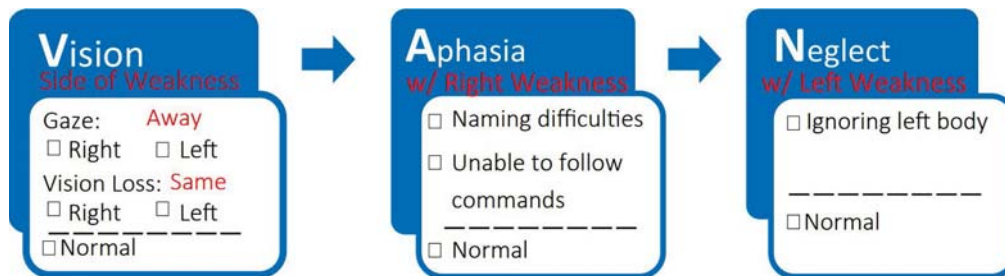 Vision
Side of Weakness
Gaze: Away
☐ Right ☐ Left
Vision Loss: Same
☐ Right ☐ Left
☐ Normal
Aphasia
w/ Right Weakness
☐ Naming difficulties
☐ Unable to follow
commands
☐ Normal
Neglect
w/ Left Weakness
☐ Ignoring left body
☐ Normal